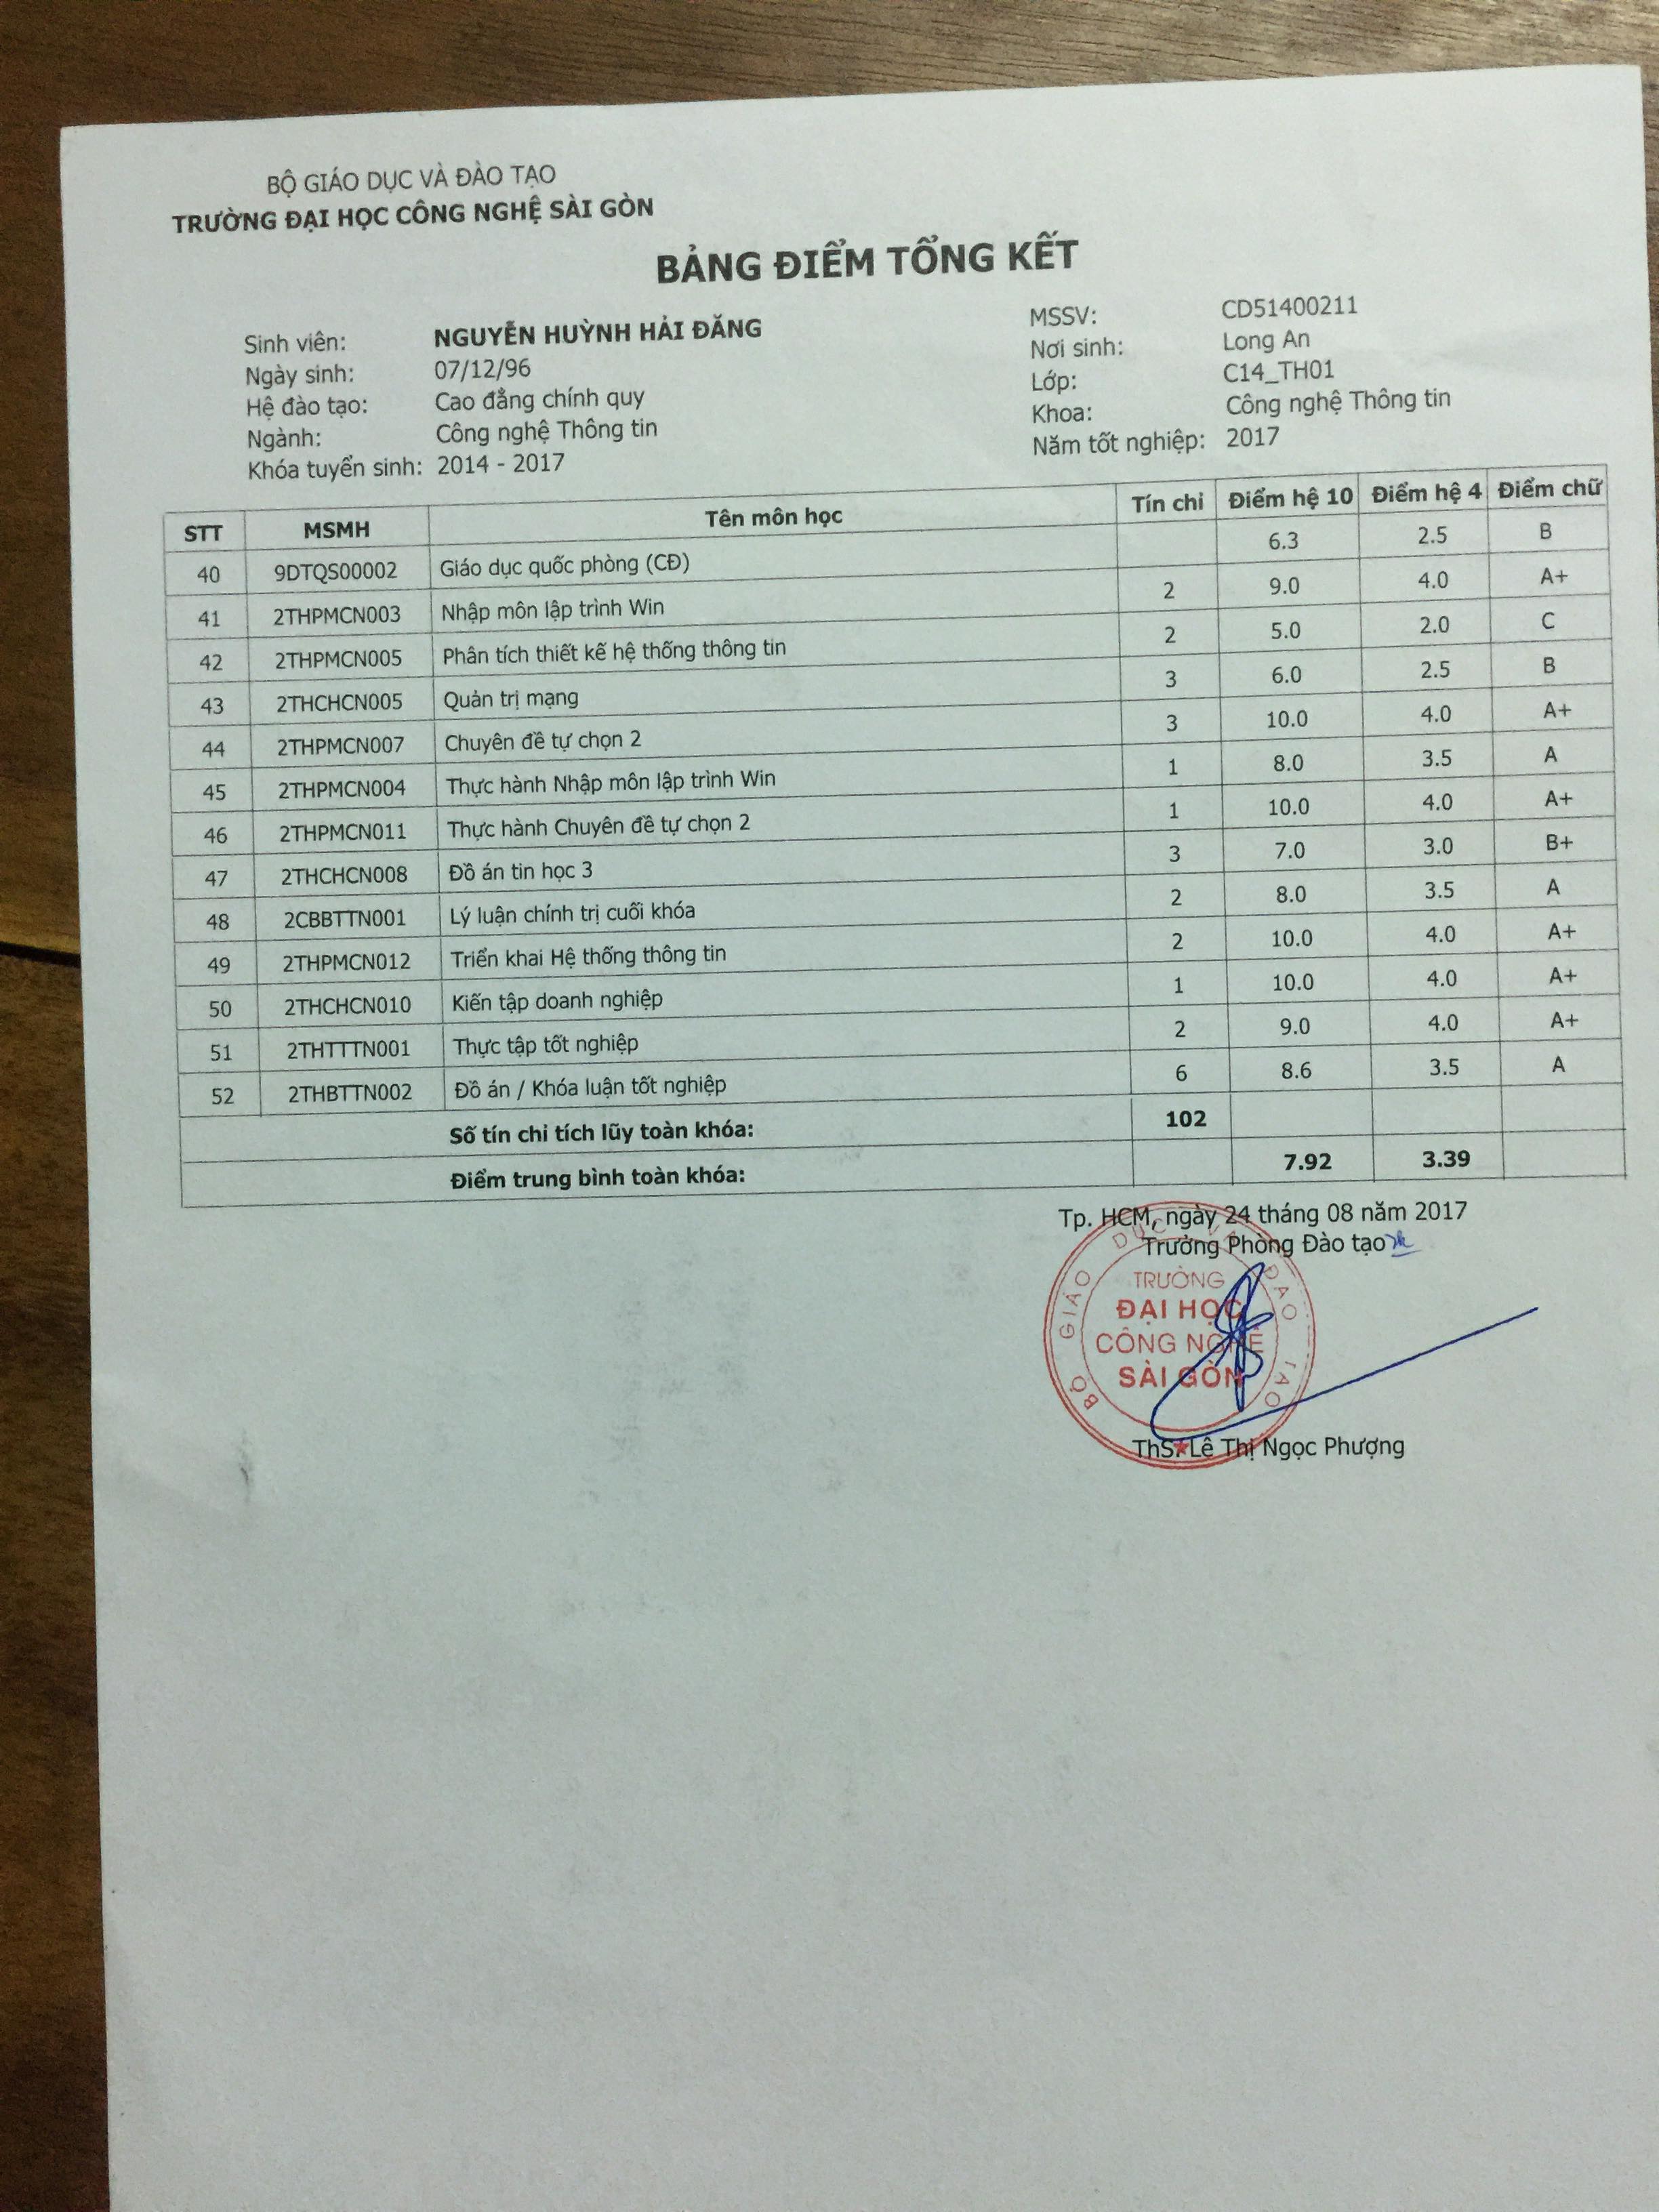 BỘ GIÁO DỤC VÀ ĐÀO TẠO
TRƯỜNG ĐẠI HỌC CÔNG NGHỆ SÀI GÒN
BẢNG ĐIỂM TỔNG KẾT
Sinh viên: NGUYỄN HUỲNH HẢI ĐĂNG MSSV: CD51400211
Ngày sinh: 07/12/96 Nơi sinh: Long An
Hệ đào tạo: Cao đẳng chính quy Lớp: C14_TH01
Ngành: Công nghệ Thông tin Khoa: Công nghệ Thông tin
Khóa tuyển sinh: 2014 - 2017 Năm tốt nghiệp: 2017
STT MSMH Tên môn học Tín chỉ Điểm hệ 10 Điểm hệ 4 Điểm chữ
40 9DTQS00002 Giáo dục quốc phòng (CĐ) 6.3 2.5 B
41 2THPMCN003 Nhập môn lập trình Win 2 9.0 4.0 A+
42 2THPMCN005 Phân tích thiết kế hệ thống thông tin 2 5.0 2.0 C
43 2THCHCN005 Quản trị mạng 3 6.0 2.5 B
44 2THPMCN007 Chuyên đề tự chọn 2 3 10.0 4.0 A+
45 2THPMCN004 Thực hành Nhập môn lập trình Win 1 8.0 3.5 A
46 2THPMCN011 Thực hành Chuyên đề tự chọn 2 1 10.0 4.0 A+
47 2THCHCN008 Đồ án tin học 3 3 7.0 3.0 B+
48 2CBBTTN001 Lý luận chính trị cuối khóa 2 8.0 3.5 A
49 2THPMCN012 Triển khai Hệ thống thông tin 2 10.0 4.0 A+
50 2THCHCN010 Kiến tập doanh nghiệp 1 10.0 4.0 A+
51 2THTTTN001 Thực tập tốt nghiệp 2 9.0 4.0 A+
52 2THBTTN002 Đồ án / Khóa luận tốt nghiệp 6 8.6 3.5 A
Số tín chỉ tích lũy toàn khóa: 102
Điểm trung bình toàn khóa: 7.92 3.39
Tp. HCM, ngày 24 tháng 08 năm 2017
Trưởng Phòng Đào tạo
BỘ GIÁO DỤC VÀ ĐÀO TẠO
TRƯỜNG
ĐẠI HỌC
CÔNG NGHỆ
SÀI GÒN
ThS. Lê Thị Ngọc Phượng